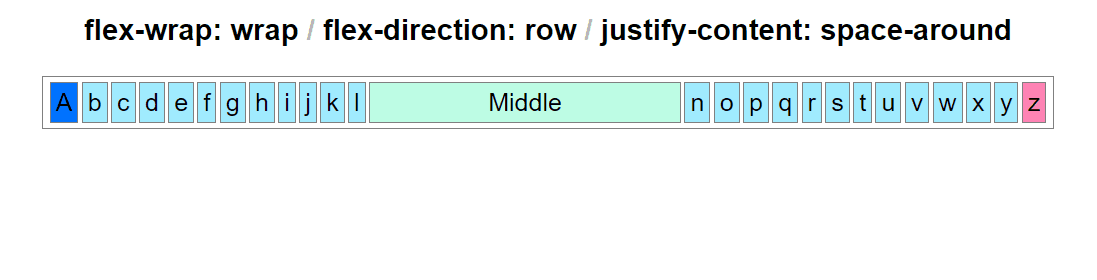 flex-wrap: wrap / flex-direction: row / justify-content: space-around
A b c d e f g h i j k l Middle n o p q r s t u v w x y z